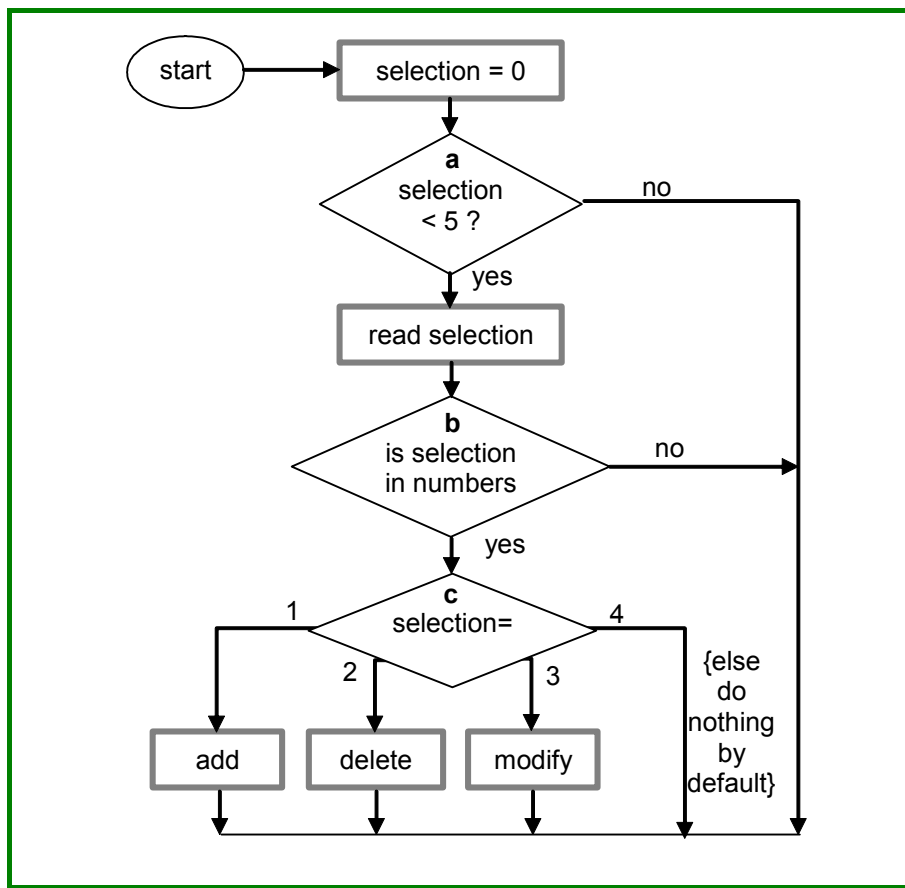 start
selection = 0
a
selection
< 5 ?
no
yes
read selection
b
is selection
in numbers
no
yes
c
selection=
1
2
3
4
{else
do
nothing
by
default}
add
delete
modify